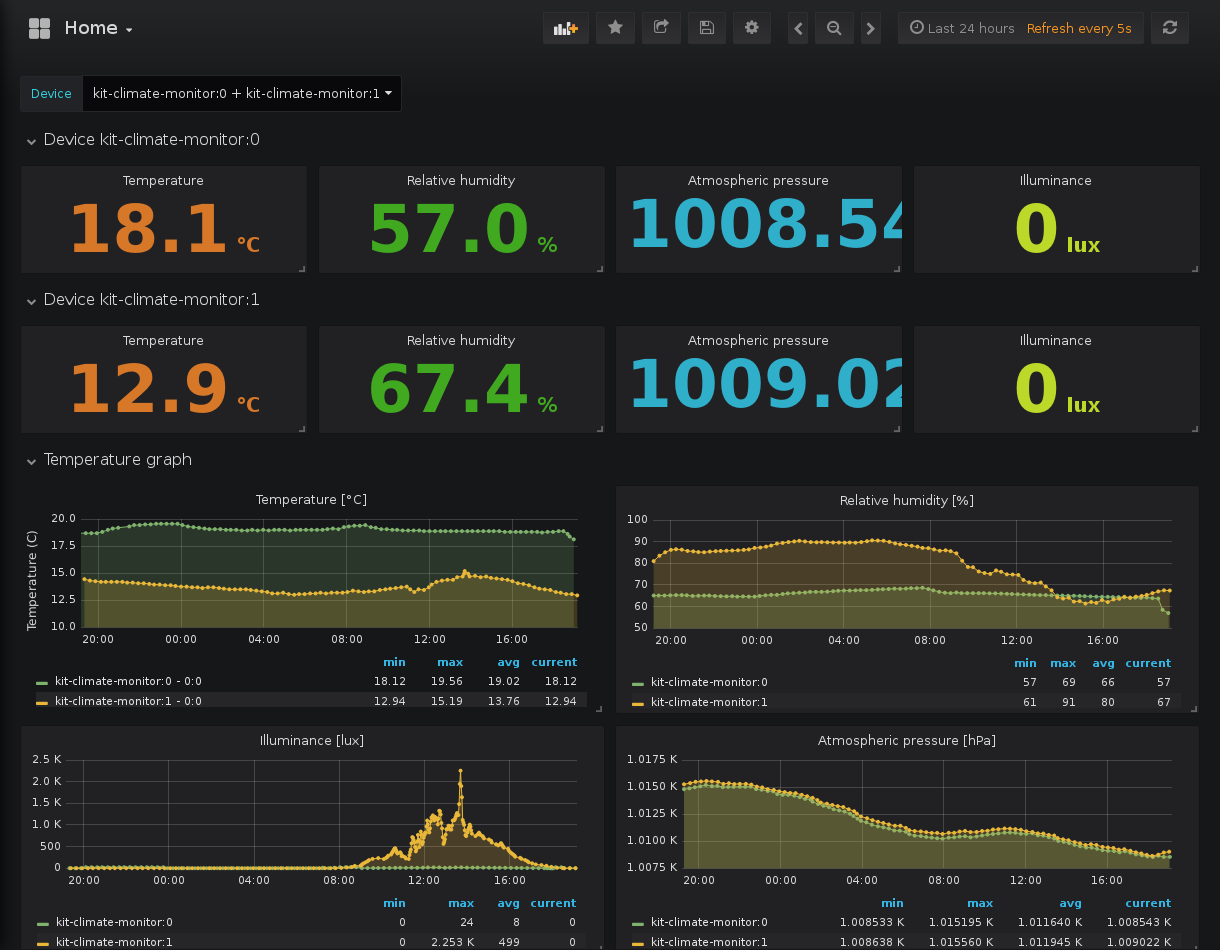 Home
Last 24 hours Refresh every 5s
Device kit-climate-monitor:0 + kit-climate-monitor:1
Device kit-climate-monitor:0
Temperature Relative humidity Atmospheric pressure Illuminance
18.1 °C 57.0 % 1008.54 0 lux
Device kit-climate-monitor:1
Temperature Relative humidity Atmospheric pressure Illuminance
12.9 °C 67.4 % 1009.02 0 lux
Temperature graph
Temperature [°C]
Temperature (C)
20.0
17.5
15.0
12.5
10.0
20:00 00:00 04:00 08:00 12:00 16:00
min max avg current
kit-climate-monitor:0 - 0:0 18.12 19.56 19.02 18.12
kit-climate-monitor:1 - 0:0 12.94 15.19 13.76 12.94
Relative humidity [%]
100
90
80
70
60
50
20:00 00:00 04:00 08:00 12:00 16:00
min max avg current
kit-climate-monitor:0 57 69 66 57
kit-climate-monitor:1 61 91 80 67
Illuminance [lux]
2.5 K
2.0 K
1.5 K
1.0 K
500
0
20:00 00:00 04:00 08:00 12:00 16:00
min max avg current
kit-climate-monitor:0 0 24 8 0
kit-climate-monitor:1 0 2.253 K 499 0
Atmospheric pressure [hPa]
1.0175 K
1.0150 K
1.0125 K
1.0100 K
1.0075 K
20:00 00:00 04:00 08:00 12:00 16:00
min max avg current
kit-climate-monitor:0 1.008533 K 1.015195 K 1.011640 K 1.008543 K
kit-climate-monitor:1 1.008638 K 1.015560 K 1.011945 K 1.009022 K